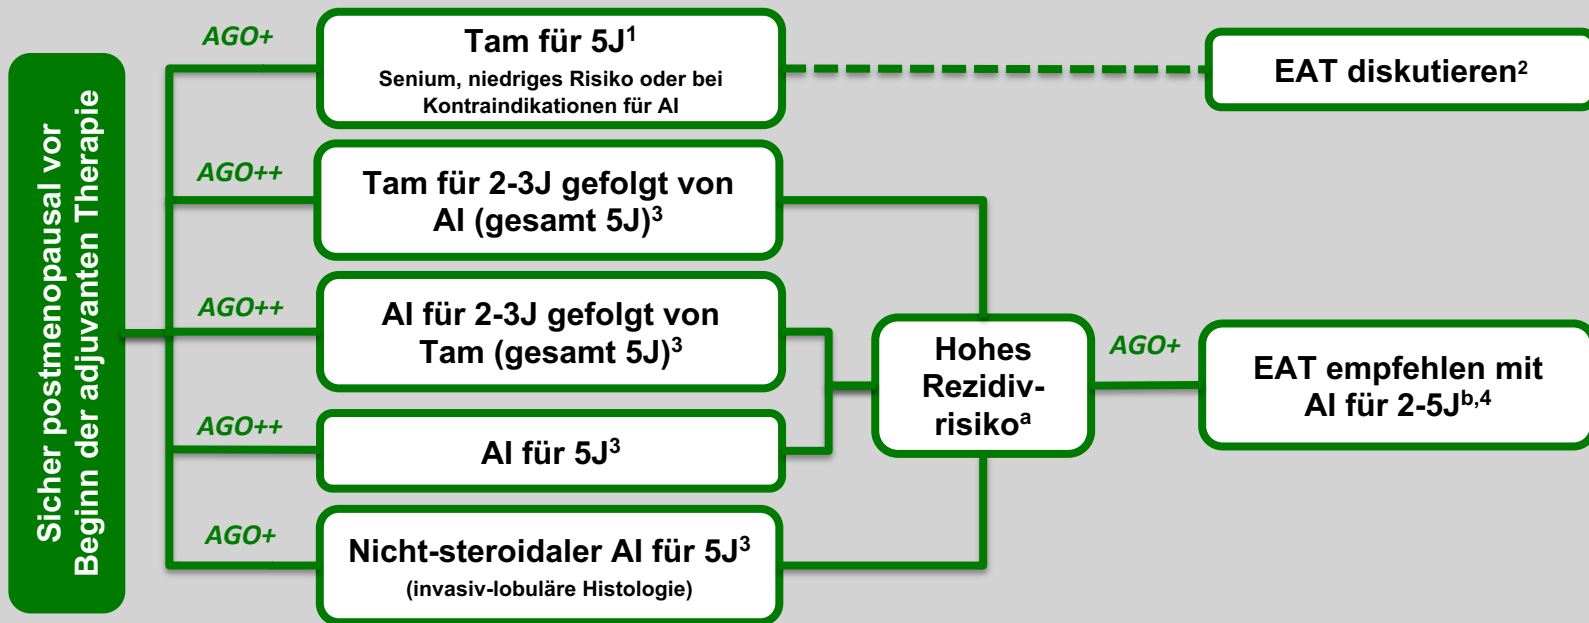 Sicher postmenopausal vor
Beginn der adjuvanten Therapie
AGO+
Tam für 5J¹
Senium, niedriges Risiko oder bei
Kontraindikationen für AI
EAT diskutieren²
AGO++
Tam für 2-3J gefolgt von
AI (gesamt 5J)³
AGO++
AI für 2-3J gefolgt von
Tam (gesamt 5J)³
AGO++
AI für 5J³
AGO+
Nicht-steroidaler AI für 5J³
(invasiv-lobuläre Histologie)
Hohes
Rezidiv-
risikoᵃ
AGO+
EAT empfehlen mit
AI für 2-5Jᵇ,⁴